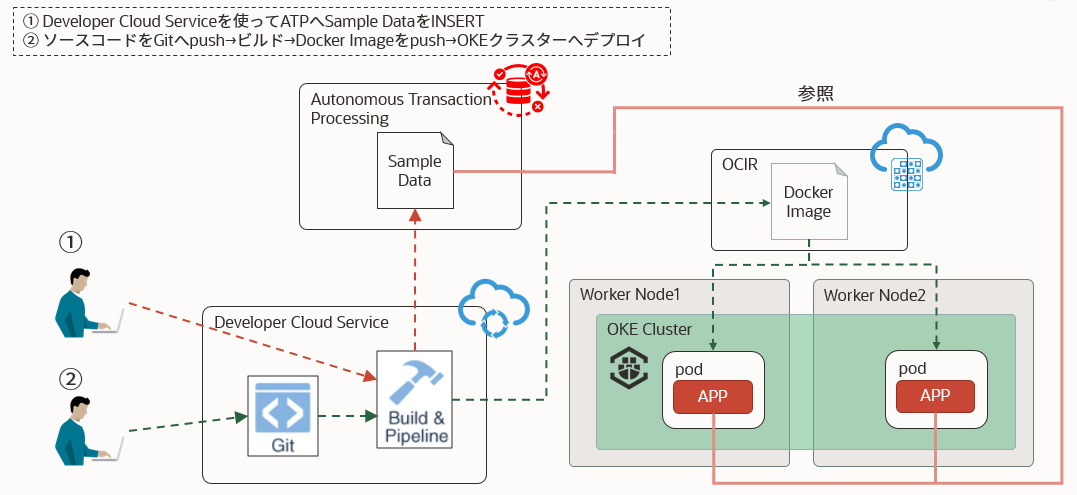 ① Developer Cloud Serviceを使ってATPへSample DataをINSERT
② ソースコードをGitへpush→ビルド→Docker Imageをpush→OKEクラスターへデプロイ
Autonomous Transaction
Processing
A
Sample
Data
参照
OCIR
Docker
Image
①
Developer Cloud Service
Worker Node1
Worker Node2
OKE Cluster
②
Git
Build &
Pipeline
pod
APP
pod
APP